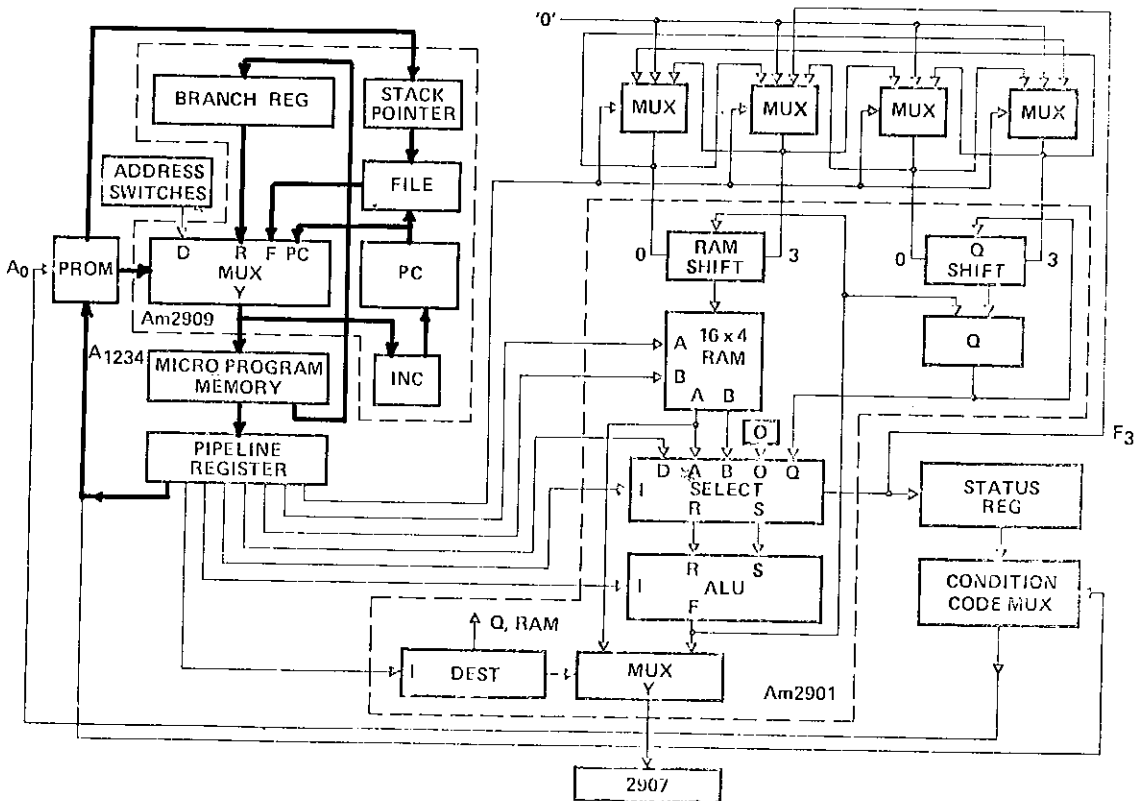 '0'
BRANCH REG
STACK
POINTER
MUX
MUX
MUX
MUX
ADDRESS
SWITCHES
FILE
D R F PC
MUX
Y
PROM
A0
PC
Am2909
A1234
MICRO PROGRAM
MEMORY
INC
PIPELINE
REGISTER
0
RAM
SHIFT
3
0
Q
SHIFT
3
A
B
16 x 4
RAM
A B
Q
O
D A B O Q
I
SELECT
R S
F3
STATUS
REG
R S
I
ALU
F
CONDITION
CODE MUX
Q, RAM
I
DEST
MUX
Y
Am2901
2907